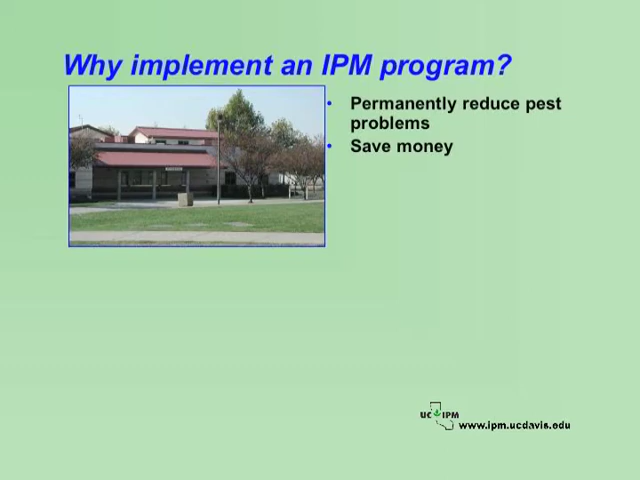 Why implement an IPM program?
• Permanently reduce pest
problems
• Save money
UC IPM
www.ipm.ucdavis.edu